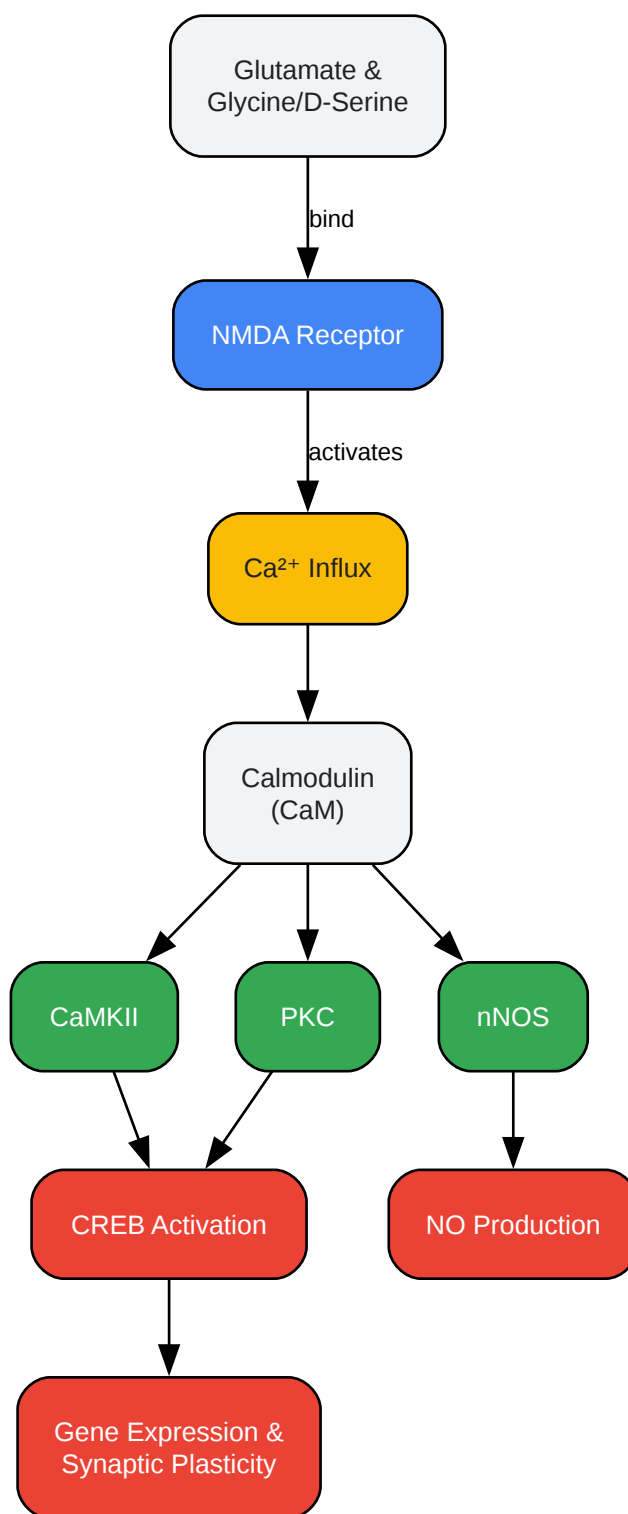 Glutamate &
Glycine/D-Serine
bind
NMDA Receptor
activates
Ca²⁺ Influx
Calmodulin
(CaM)
CaMKII
PKC
nNOS
CREB Activation
NO Production
Gene Expression &
Synaptic Plasticity